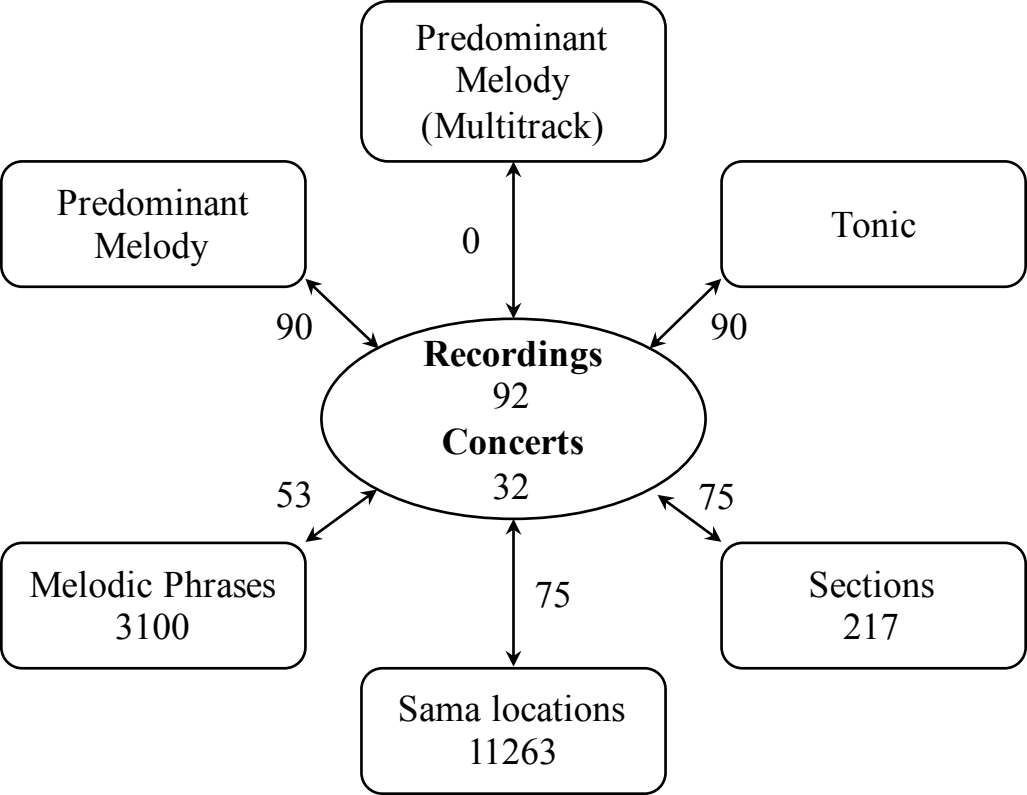 Predominant
Melody
(Multitrack)
Predominant
Melody
Tonic
0
90
90
Recordings
92
Concerts
32
53
75
75
Melodic Phrases
3100
Sections
217
Sama locations
11263